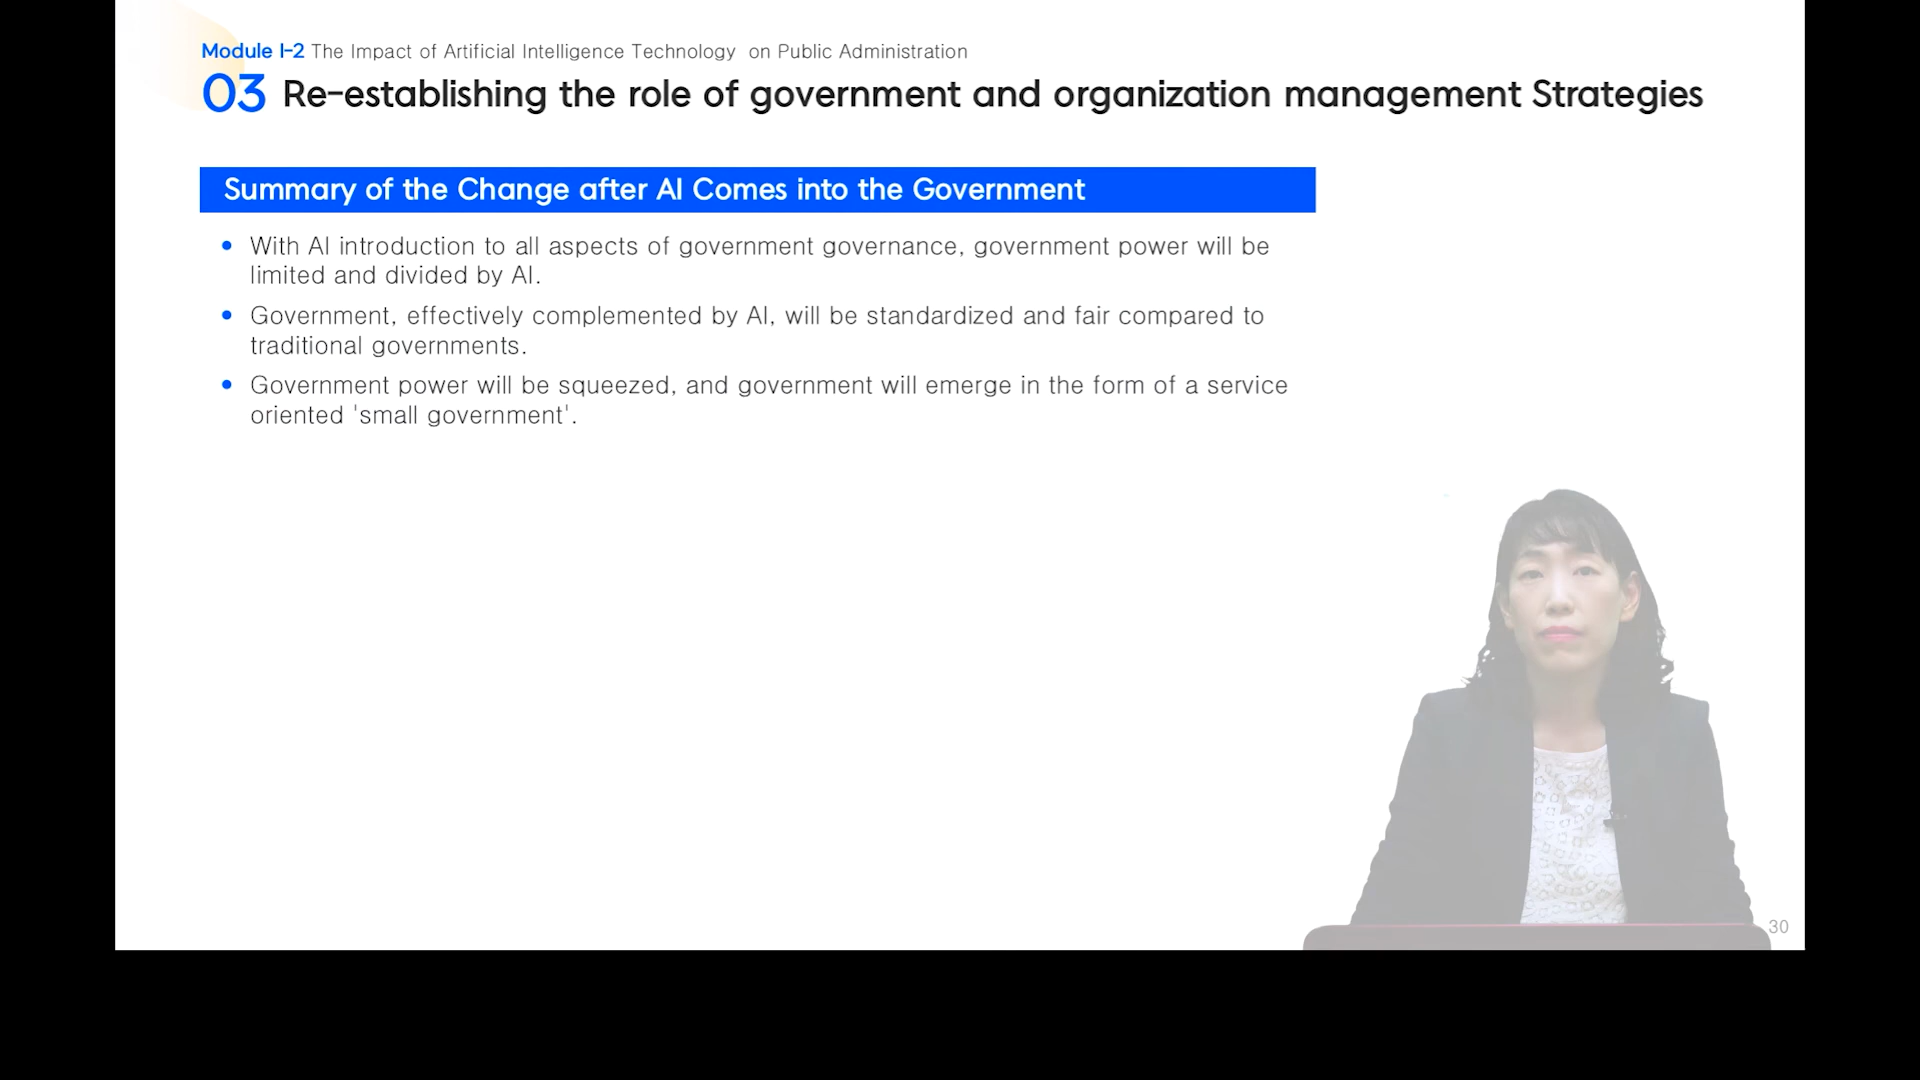 Module I-2 The Impact of Artificial Intelligence Technology on Public Administration
03 Re-establishing the role of government and organization management Strategies
Summary of the Change after AI Comes into the Government
• With AI introduction to all aspects of government governance, government power will be
limited and divided by AI.
• Government, effectively complemented by AI, will be standardized and fair compared to
traditional governments.
• Government power will be squeezed, and government will emerge in the form of a service
oriented 'small government'.
30